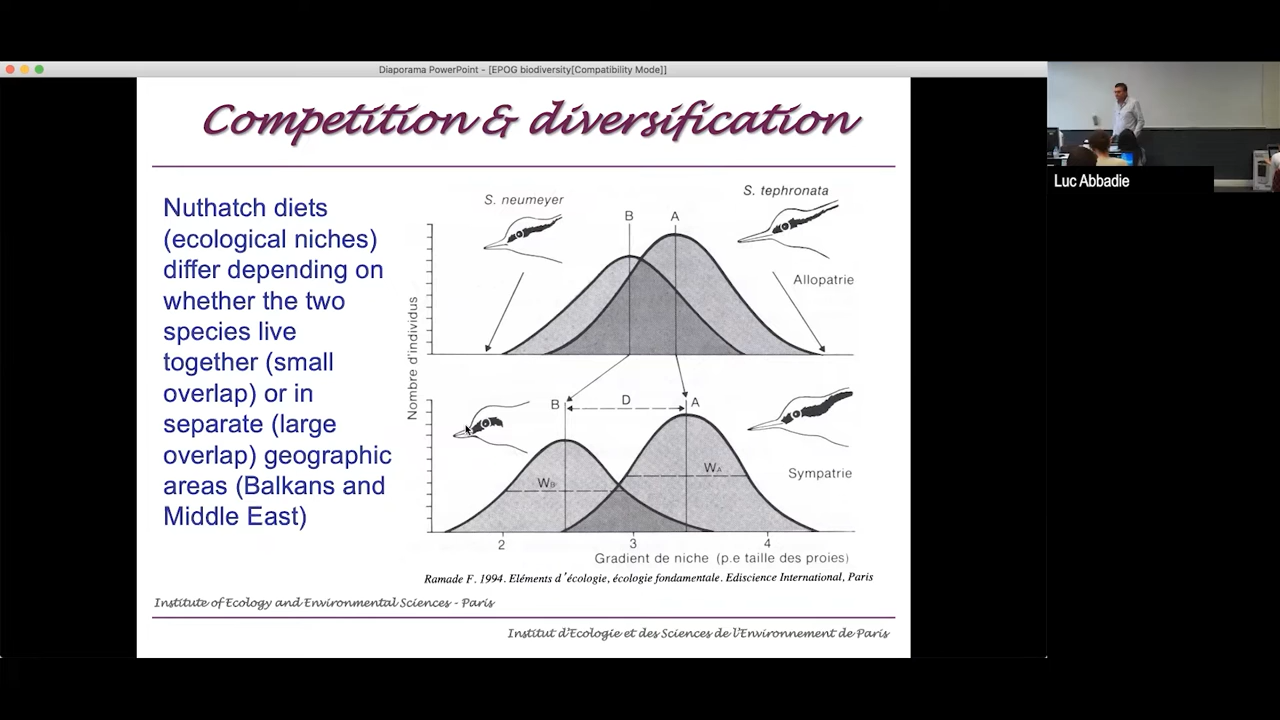 Diaporama PowerPoint - [EPOG biodiversity[Compatibility Mode]]
Competition & diversification
Luc Abbadie
Nuthatch diets
(ecological niches)
differ depending on
whether the two
species live
together (small
overlap) or in
separate (large
overlap) geographic
areas (Balkans and
Middle East)
S. neumeyer
S. tephronata
B
A
Allopatrie
Nombre d'individus
B
D
A
WB
WA
Sympatrie
2
3
4
Gradient de niche (p.e taille des proies)
Ramade F. 1994. Eléments d'écologie, écologie fondamentale. Ediscience International, Paris
Institute of Ecology and Environmental Sciences - Paris
Institut d'Ecologie et des Sciences de l'Environnement de Paris